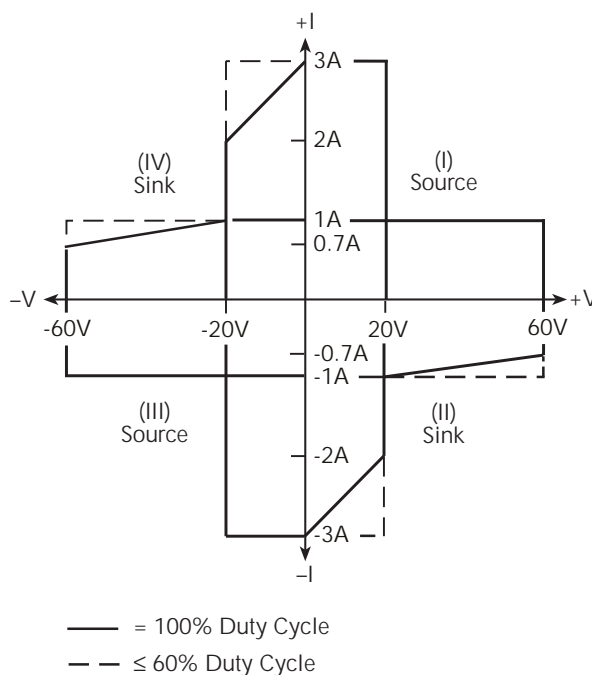 +I
3A
2A
(IV)
Sink
(I)
Source
1A
0.7A
–V
+V
-60V
-20V
20V
60V
-0.7A
-1A
(III)
Source
(II)
Sink
-2A
-3A
–I
= 100% Duty Cycle
≤ 60% Duty Cycle